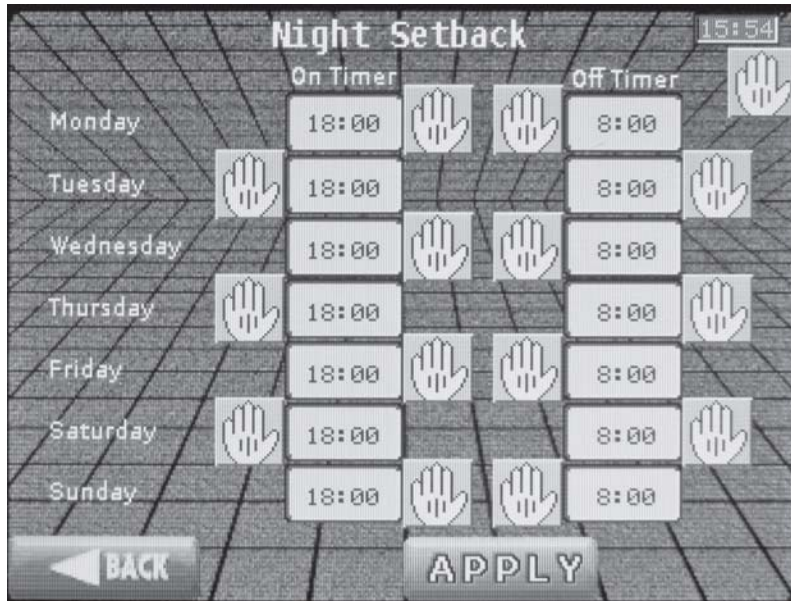 Night Setback
15:54
On Timer Off Timer
Monday 18:00 8:00
Tuesday 18:00 8:00
Wednesday 18:00 8:00
Thursday 18:00 8:00
Friday 18:00 8:00
Saturday 18:00 8:00
Sunday 18:00 8:00
BACK
APPLY